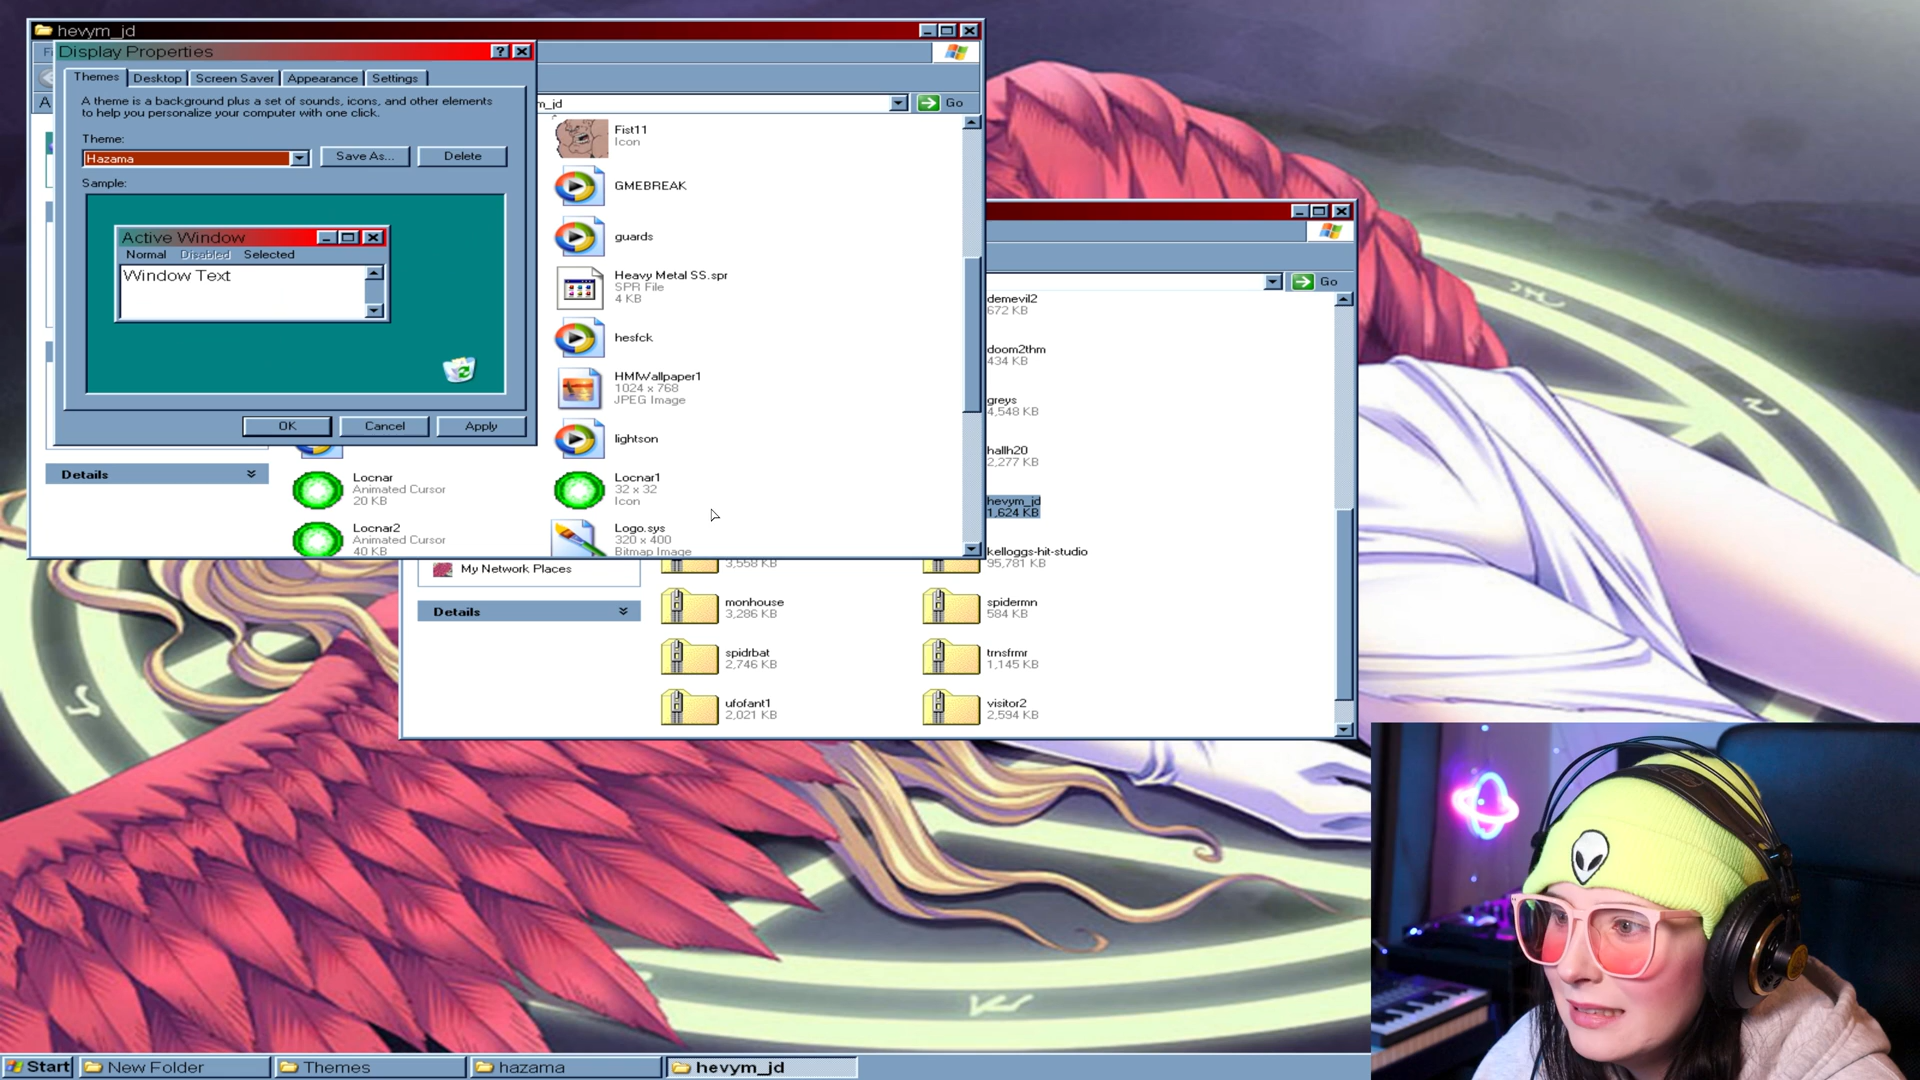 hevym_jd
Display Properties
Themes
Desktop
Screen Saver
Appearance
Settings
A theme is a background plus a set of sounds, icons, and other elements
to help you personalize your computer with one click.
Theme:
Hazama
Save As...
Delete
Sample:
Active Window
Normal
Disabled
Selected
Window Text
OK
Cancel
Apply
Go
Fist11
Icon
GMEBREAK
guards
Heavy Metal SS.spr
SPR File
4 KB
hesfck
HMWallpaper1
1024 x 768
JPEG Image
lightson
Details
Locnar
Animated Cursor
20 KB
Locnar1
32 x 32
Icon
Locnar2
Animated Cursor
40 KB
Logo.sys
320 x 400
Bitmap Image
Go
demevil2
672 KB
doom2thm
434 KB
greys
4,548 KB
hallh20
2,277 KB
hevym_jd
1,624 KB
My Network Places
Details
3,558 KB
kelloggs-hit-studio
95,781 KB
monhouse
3,286 KB
spidermn
584 KB
spidrbat
2,746 KB
trnsfrmr
1,145 KB
ufofant1
2,021 KB
visitor2
2,594 KB
Start
New Folder
Themes
hazama
hevym_jd